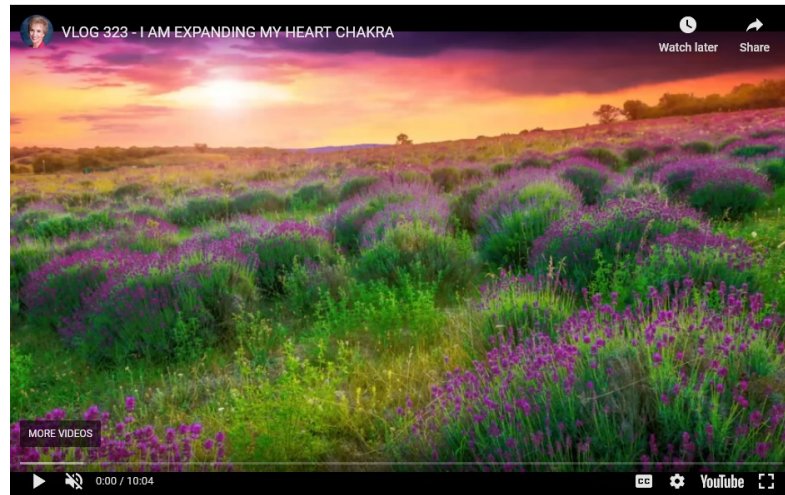 VLOG 323 - I AM EXPANDING MY HEART CHAKRA
Watch later
Share
MORE VIDEOS
0:00 / 10:04
CC
YouTube